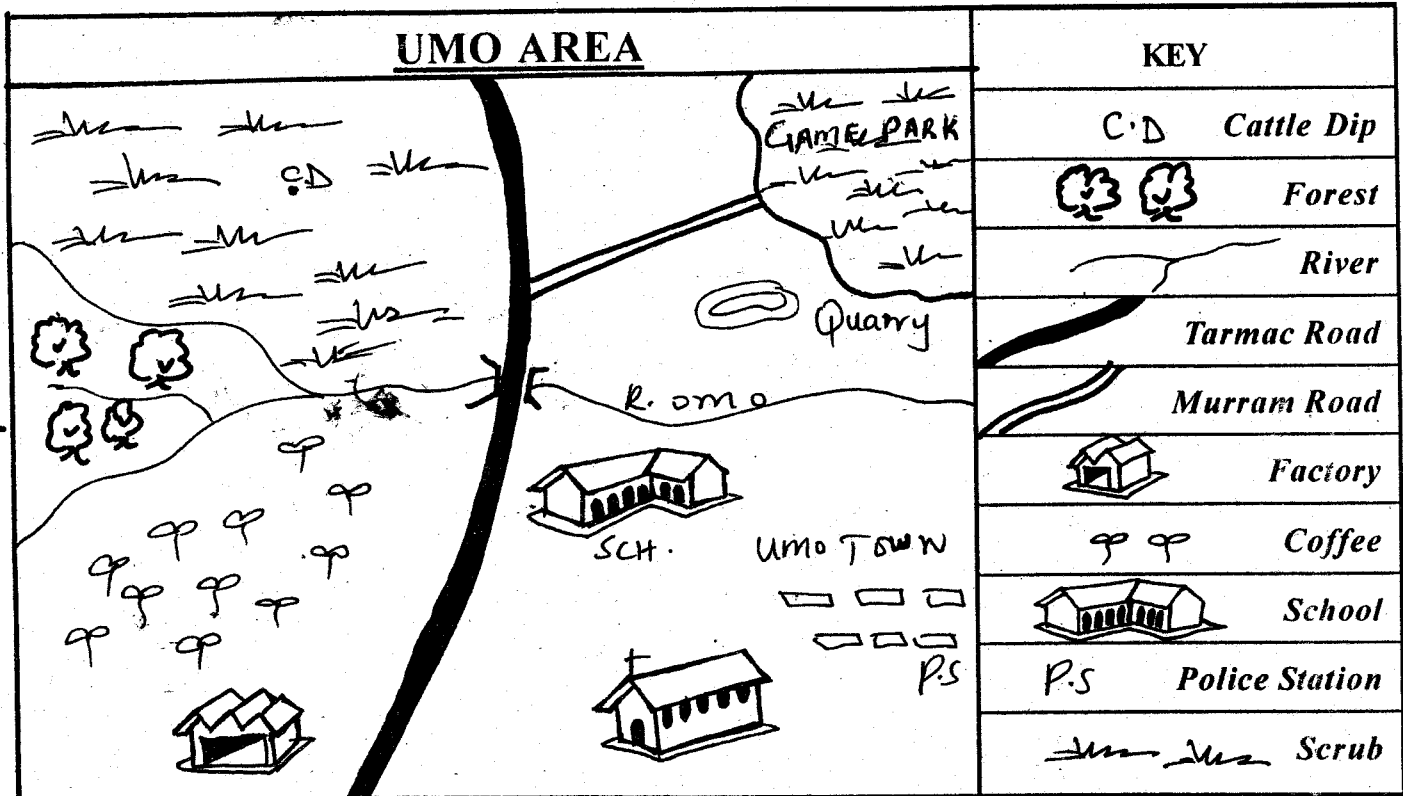 UMO AREA
KEY
GAME PARK
C.D
Quarry
R. omo
SCH.
UMO TOWN
P.S
C.D Cattle Dip
Forest
River
Tarmac Road
Murram Road
Factory
Coffee
School
P.S Police Station
Scrub